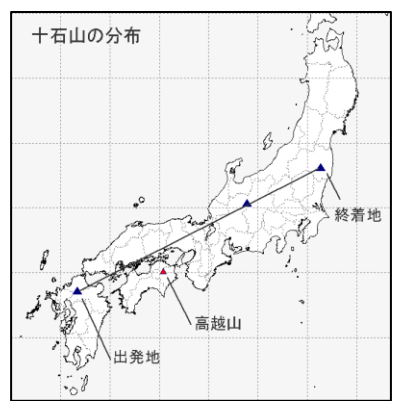 十石山の分布
終着地
高越山
出発地